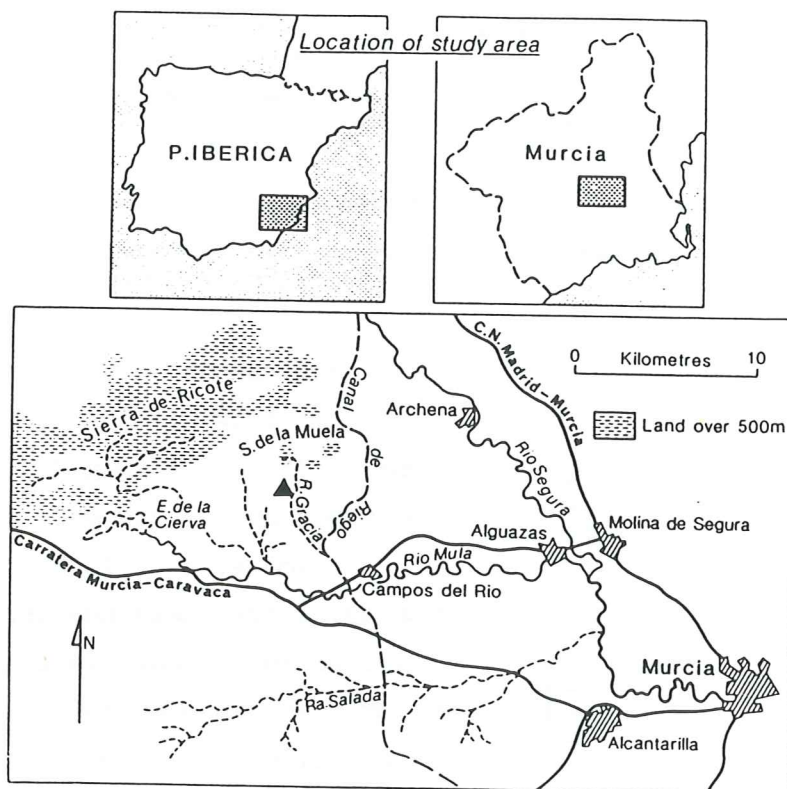 Location of study area
P.IBERICA
Murcia
C.N. Madrid-Murcia
0 Kilometres 10
Land over 500m
Sierra de Ricote
Canal de Riego
Archena
S. de la Muela
Rio Segura
R. Gracia
E. de la
Cierva
Alguazas
Molina de Segura
Rio Mula
Carratera Murcia-Caravaca
Campos del Rio
N
Murcia
Ra Salada
Alcantarilla